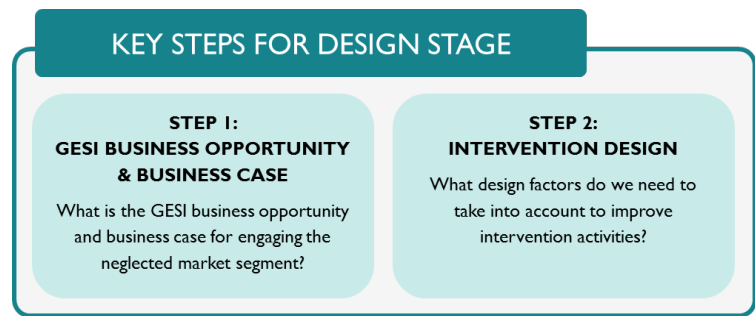 KEY STEPS FOR DESIGN STAGE
STEP 1:
GESI BUSINESS OPPORTUNITY
& BUSINESS CASE
What is the GESI business opportunity
and business case for engaging the
neglected market segment?
STEP 2:
INTERVENTION DESIGN
What design factors do we need to
take into account to improve
intervention activities?